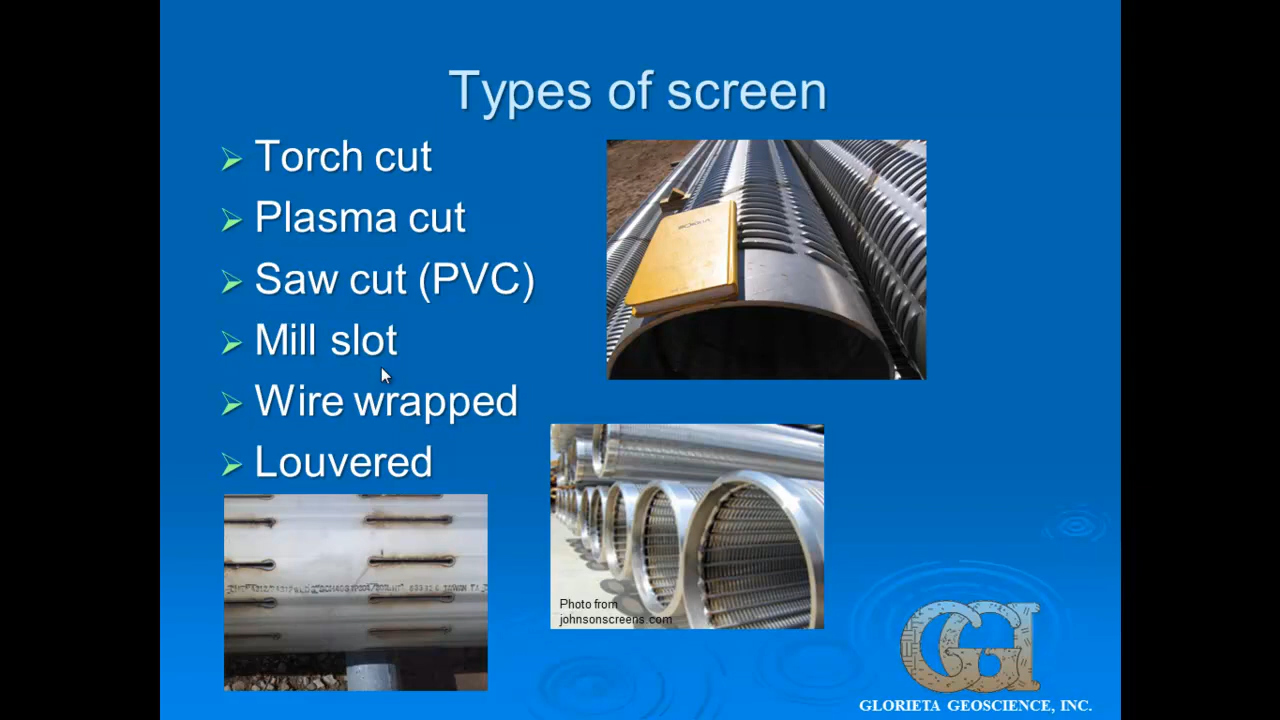 Types of screen
Torch cut
Plasma cut
Saw cut (PVC)
Mill slot
Wire wrapped
Louvered
Photo from
johnsonscreens.com
GGI
GLORIETA GEOSCIENCE, INC.